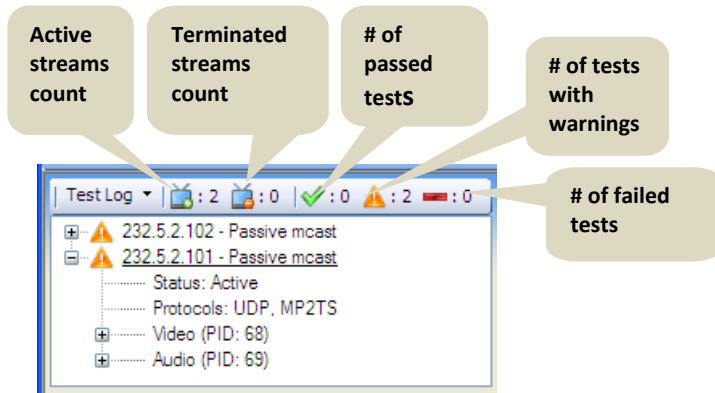 Active
streams
count
Terminated
streams
count
# of
passed
tests
# of tests
with
warnings
# of failed
tests
Test Log : 2 : 0 : 0 : 2 : 0
232.5.2.102 - Passive mcast
232.5.2.101 - Passive mcast
Status: Active
Protocols: UDP, MP2TS
Video (PID: 68)
Audio (PID: 69)